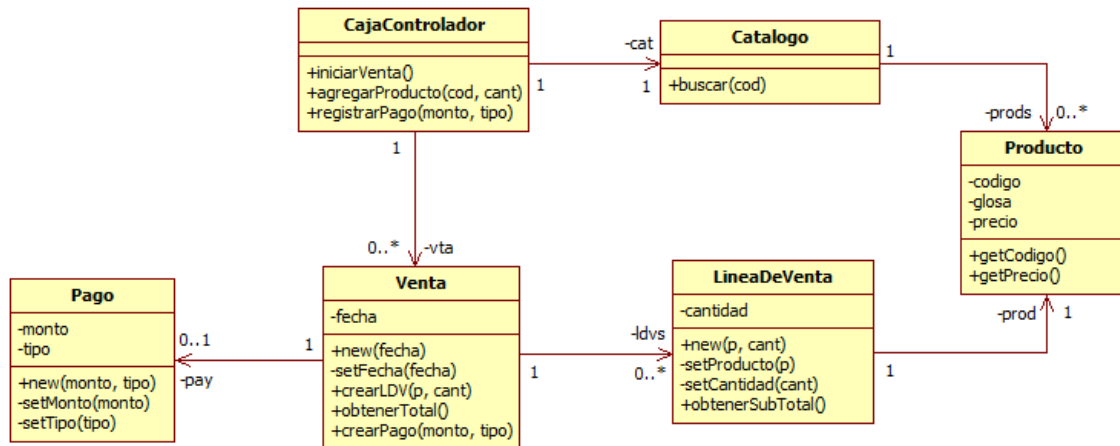 CajaControlador
+iniciarVenta()
+agregarProducto(cod, cant)
+registrarPago(monto, tipo)
1
-cat
1
1
Catalogo
+buscar(cod)
1
-prods
0..*
Producto
-codigo
-glosa
-precio
+getCodigo()
+getPrecio()
-prod
1
0..*
-vta
Venta
-fecha
+new(fecha)
-setFecha(fecha)
+crearLDV(p, cant)
+obtenerTotal()
+crearPago(monto, tipo)
1
-ldvs
0..*
LineaDeVenta
-cantidad
+new(p, cant)
-setProducto(p)
-setCantidad(cant)
+obtenerSubTotal()
1
Pago
-monto
-tipo
+new(monto, tipo)
-setMonto(monto)
-setTipo(tipo)
0..1
-pay
1